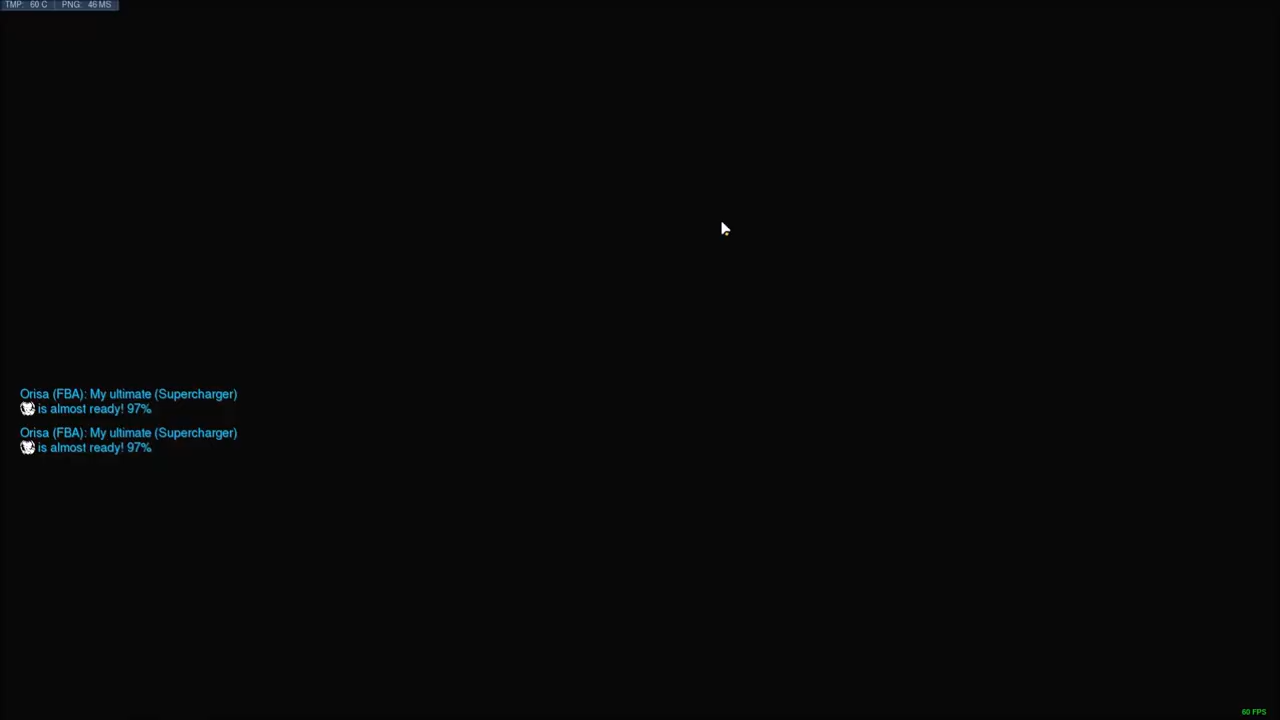 TMP: 60 C | PNG: 46 MS
Orisa (FBA): My ultimate (Supercharger)
is almost ready! 97%
Orisa (FBA): My ultimate (Supercharger)
is almost ready! 97%
60 FPS